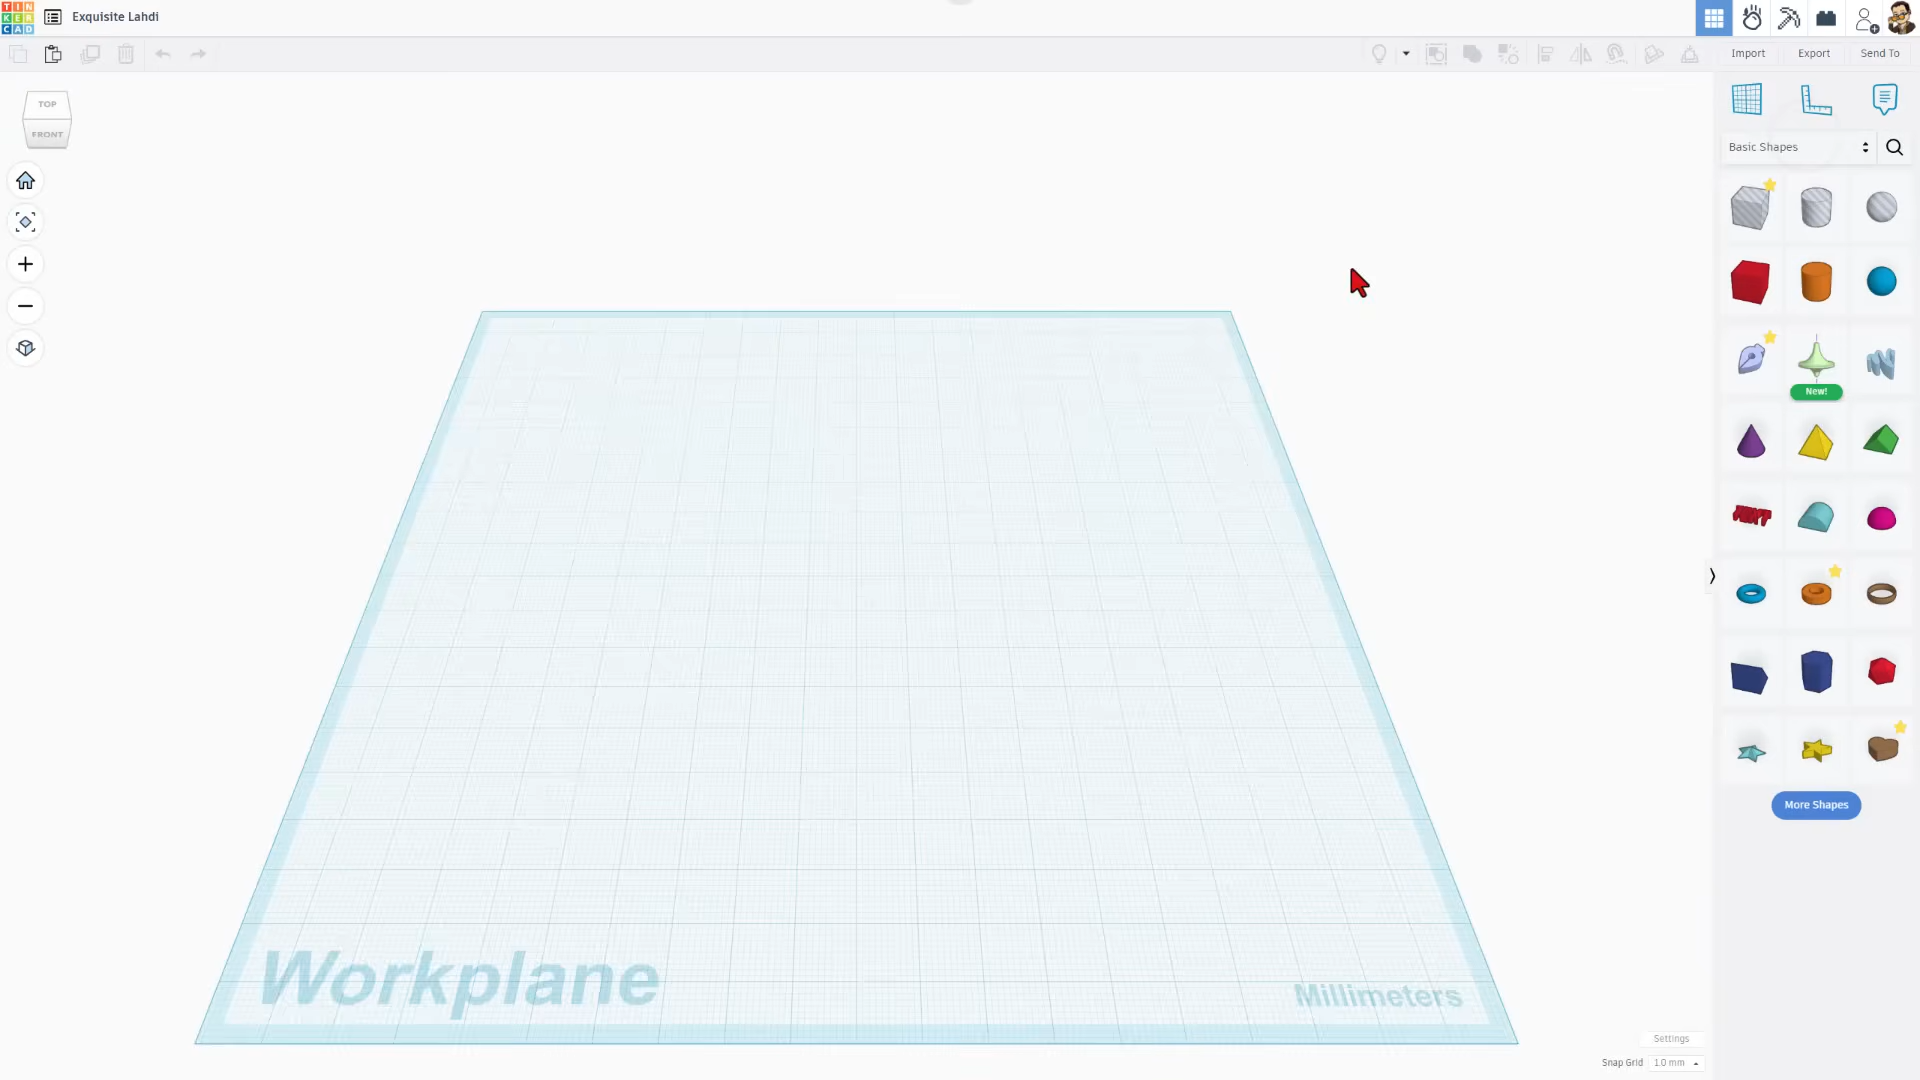 TIN
KER
CAD
Exquisite Lahdi
Import
Export
Send To
TOP
FRONT
Basic Shapes
New!
TEXT
More Shapes
Workplane
Millimeters
Settings
Snap Grid 1.0 mm